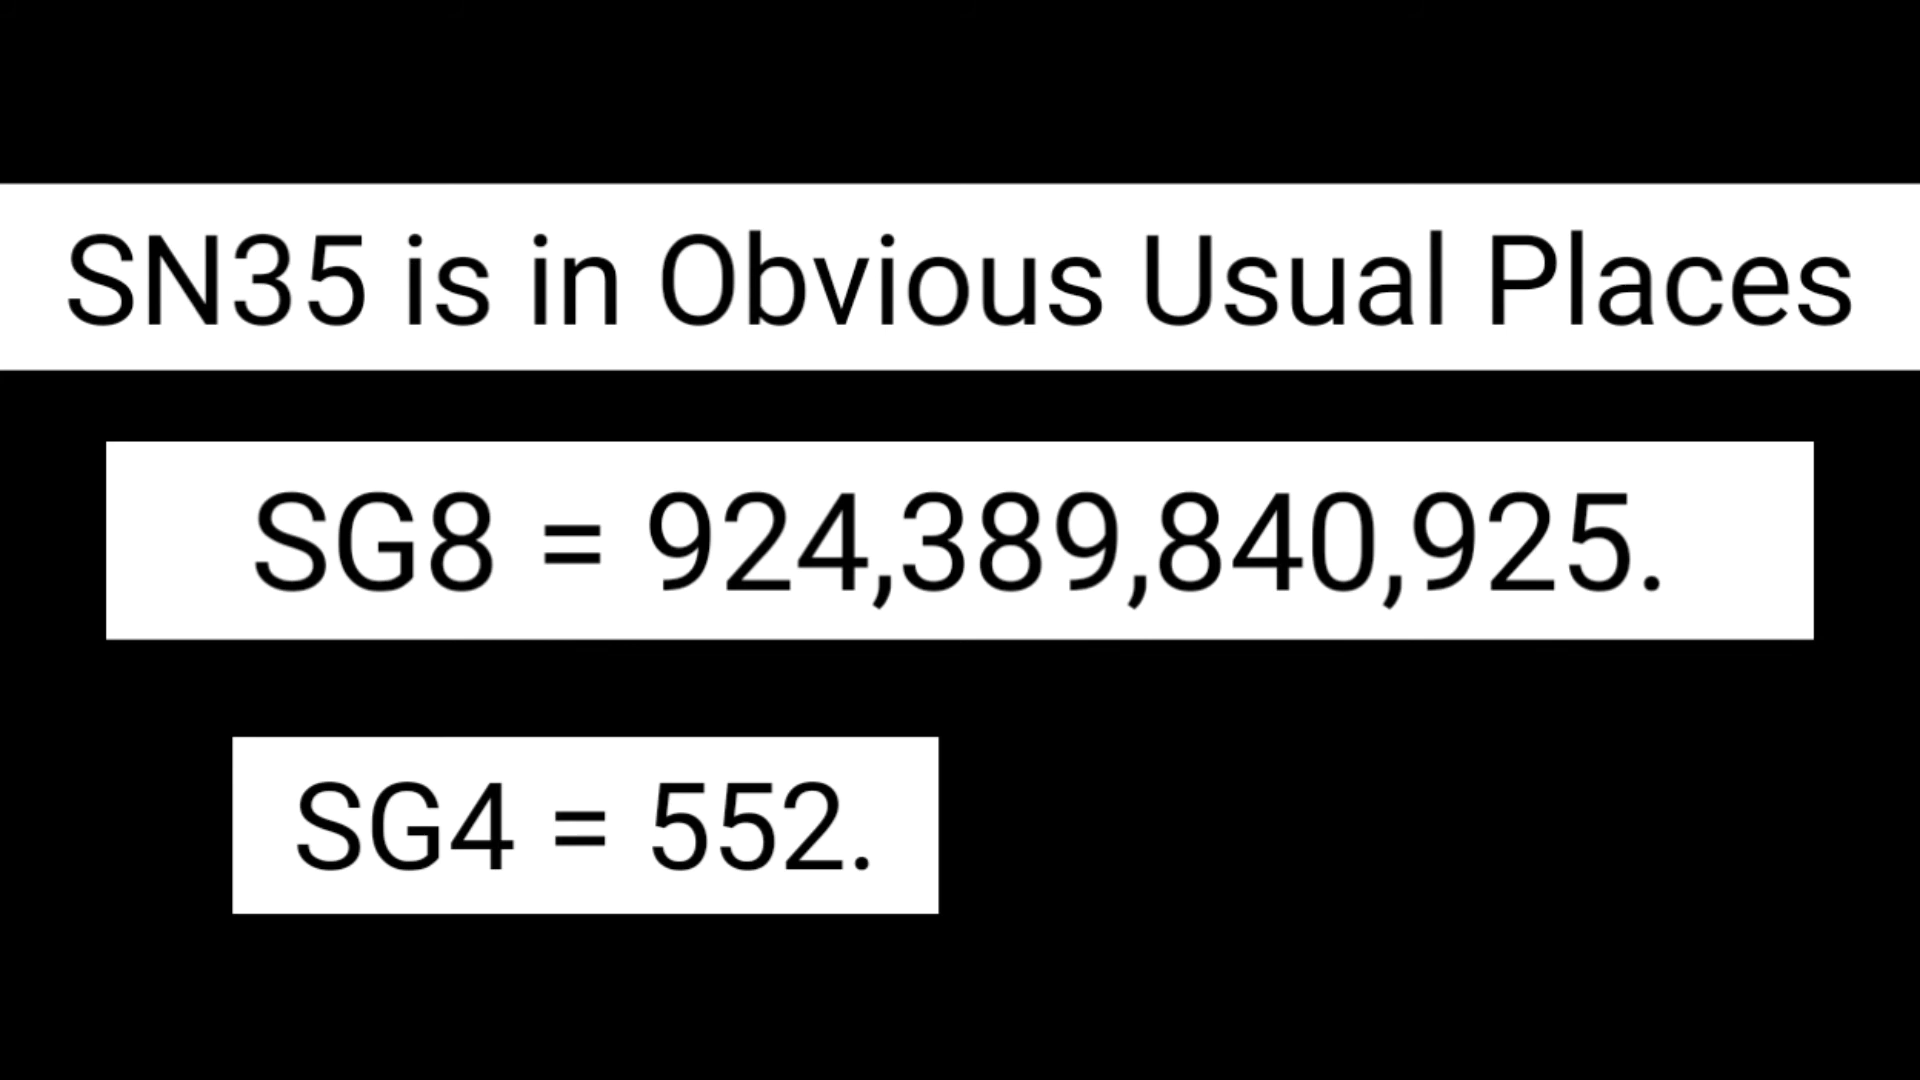 SN35 is in Obvious Usual Places
SG8 = 924,389,840,925.
SG4 = 552.